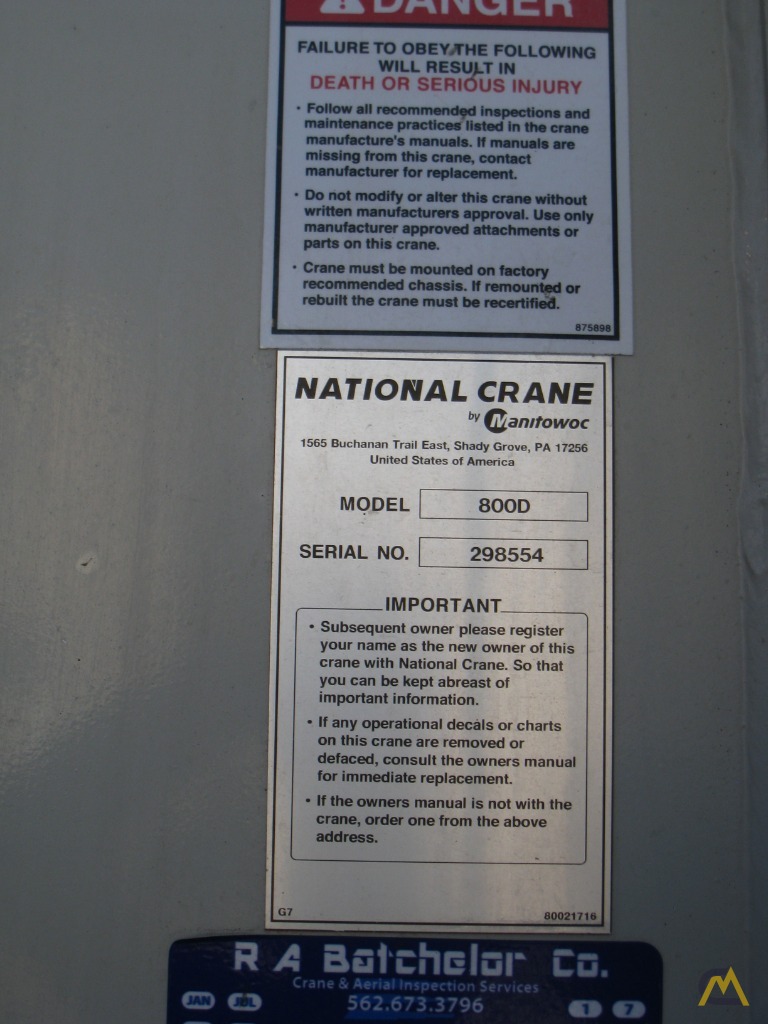 DANGER
FAILURE TO OBEY THE FOLLOWING
WILL RESULT IN
DEATH OR SERIOUS INJURY
• Follow all recommended inspections and
maintenance practices listed in the crane
manufacture's manuals. If manuals are
missing from this crane, contact
manufacturer for replacement.
• Do not modify or alter this crane without
written manufacturers approval. Use only
manufacturer approved attachments or
parts on this crane.
• Crane must be mounted on factory
recommended chassis. If remounted or
rebuilt the crane must be recertified.
875898
NATIONAL CRANE
by Manitowoc
1565 Buchanan Trail East, Shady Grove, PA 17256
United States of America
MODEL 800D
SERIAL NO. 298554
IMPORTANT
• Subsequent owner please register
your name as the new owner of this
crane with National Crane. So that
you can be kept abreast of
important information.
• If any operational decals or charts
on this crane are removed or
defaced, consult the owners manual
for immediate replacement.
• If the owners manual is not with the
crane, order one from the above
address.
G7 80021716
R A Batchelor Co.
Crane & Aerial Inspection Services
562.673.3796
JAN JUL 1 7